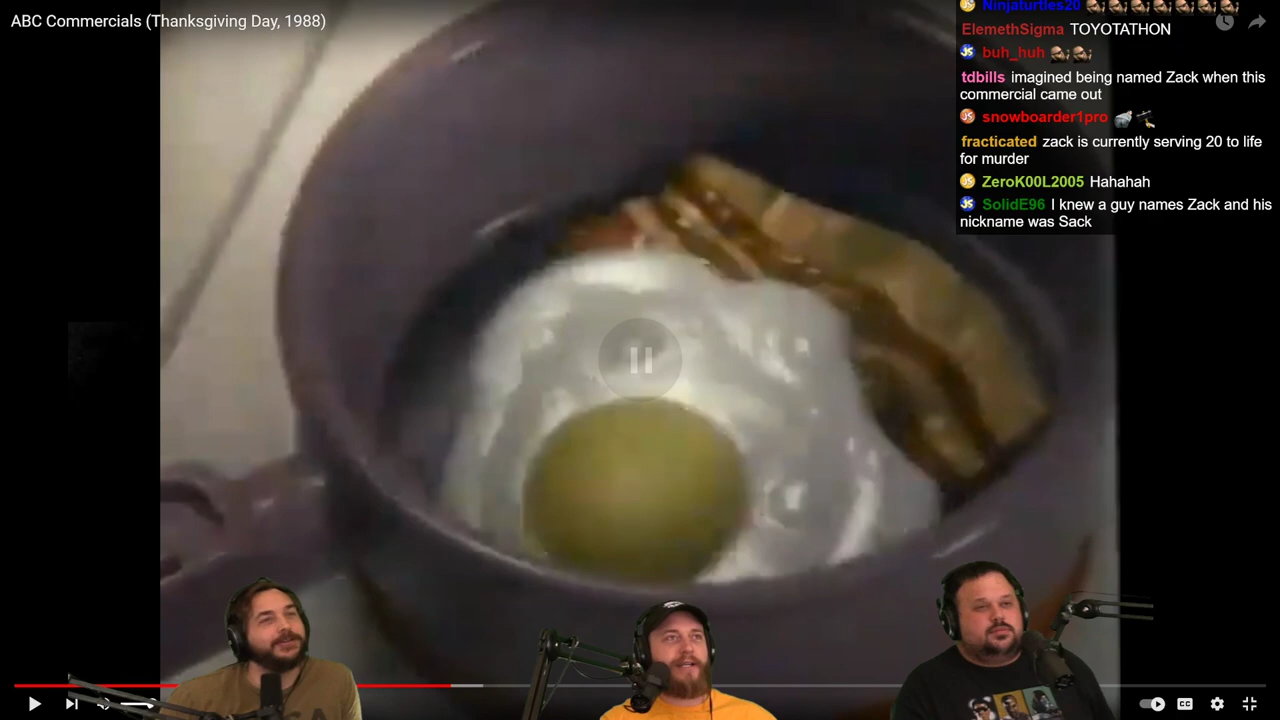 ABC Commercials (Thanksgiving Day, 1988)
Ninjaturtles20
ElemethSigma TOYOTATHON
buh_huh
tdbills imagined being named Zack when this
commercial came out
snowboarder1pro
fracticated zack is currently serving 20 to life
for murder
ZeroK00L2005 Hahahah
SolidE96 I knew a guy names Zack and his
nickname was Sack
CC